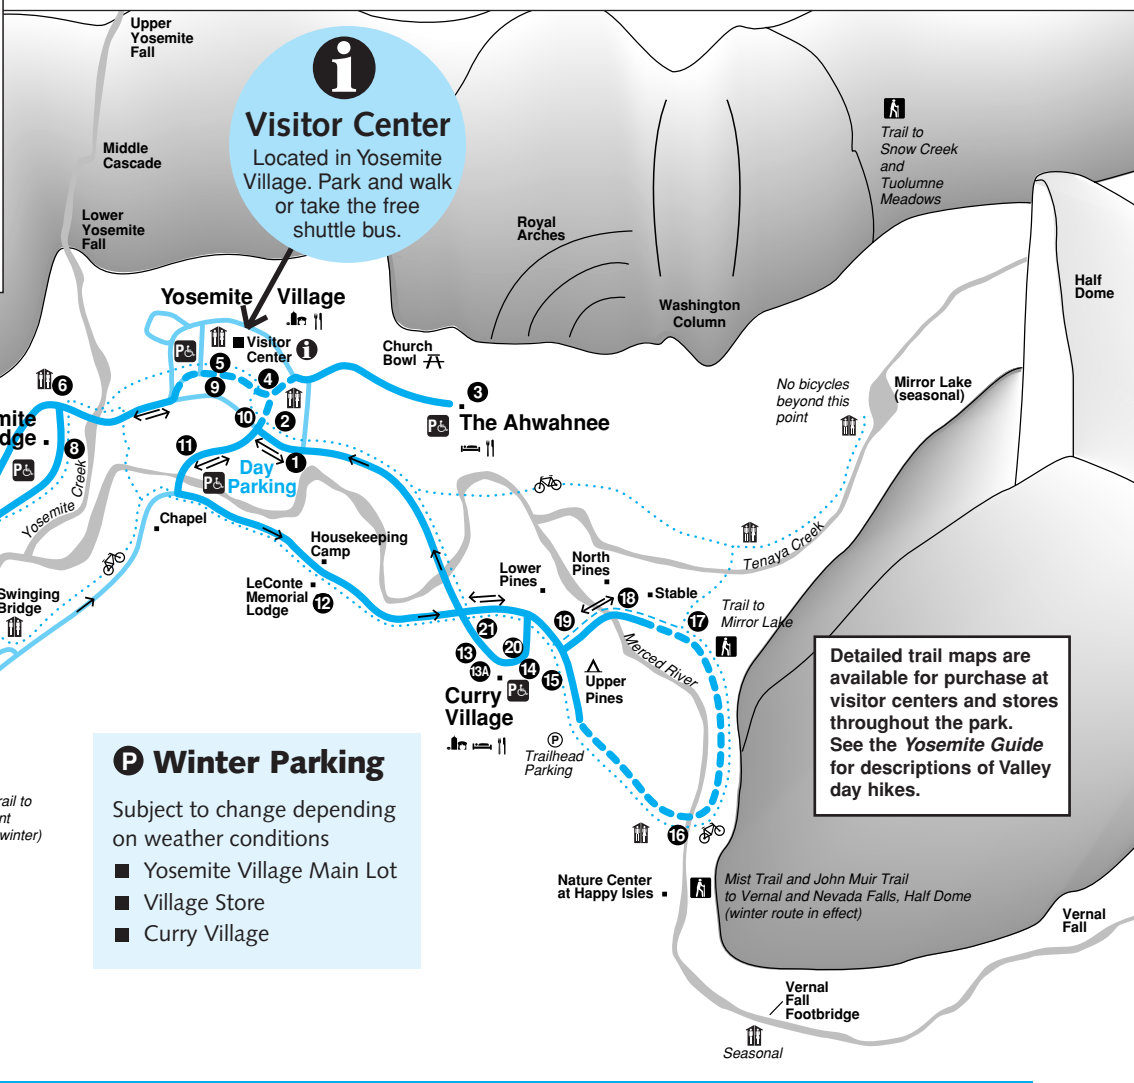 Upper
Yosemite
Fall
Middle
Cascade
Lower
Yosemite
Fall
i
Visitor Center
Located in Yosemite
Village. Park and walk
or take the free
shuttle bus.
Trail to
Snow Creek
and
Tuolumne
Meadows
Royal
Arches
Washington
Column
Half
Dome
Yosemite Village
Visitor
Center
i
Church
Bowl
P
5
9
4
10
2
3
The Ahwahnee
P
No bicycles
beyond this
point
Mirror Lake
(seasonal)
6
mite
dge
8
P
11
1
Day
Parking
P
Yosemite Creek
Chapel
Housekeeping
Camp
LeConte
Memorial
Lodge
12
Swinging
Bridge
Tenaya Creek
North
Pines
Lower
Pines
18
Stable
19
17
Trail to
Mirror Lake
21
20
13
13A
14
15
P
Curry
Village
Upper
Pines
Merced River
P
Trailhead
Parking
16
Detailed trail maps are
available for purchase at
visitor centers and stores
throughout the park.
See the Yosemite Guide
for descriptions of Valley
day hikes.
P Winter Parking
Subject to change depending
on weather conditions
Yosemite Village Main Lot
Village Store
Curry Village
rail to
nt
winter)
Nature Center
at Happy Isles
Mist Trail and John Muir Trail
to Vernal and Nevada Falls, Half Dome
(winter route in effect)
Vernal
Fall
Vernal
Fall
Footbridge
Seasonal